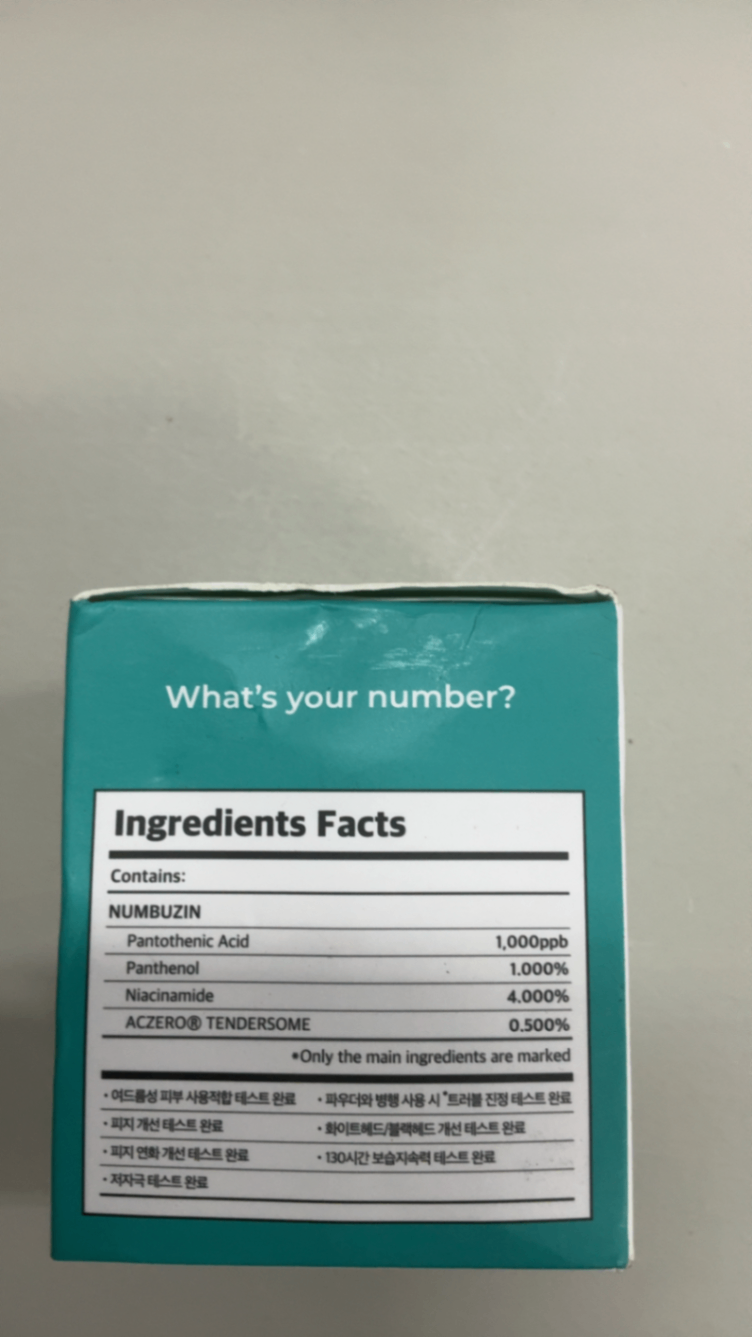 What's your number?
Ingredients Facts
Contains:
NUMBUZIN
Pantothenic Acid 1,000ppb
Panthenol 1.000%
Niacinamide 4.000%
ACZERO® TENDERSOME 0.500%
*Only the main ingredients are marked
· 여드름성 피부 사용적합 테스트 완료 · 파우더와 병행 사용 시 *트러블 진정 테스트 완료
· 피지 개선 테스트 완료 · 화이트헤드/블랙헤드 개선 테스트 완료
· 피지 연화 개선 테스트 완료 · 130시간 보습지속력 테스트 완료
· 저자극 테스트 완료